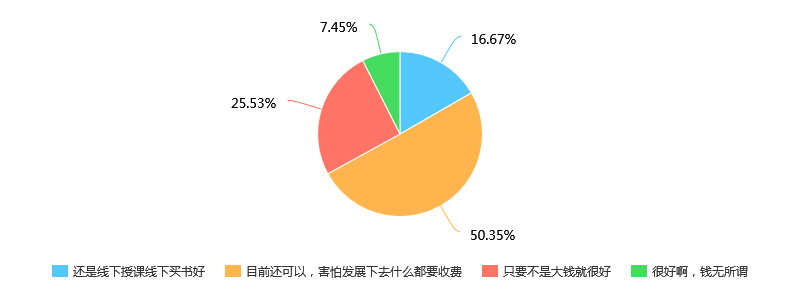 7.45%
16.67%
25.53%
50.35%
还是线下授课线下买书好 目前还可以，害怕发展下去什么都要收费 只要不是大钱就很好 很好啊，钱无所谓